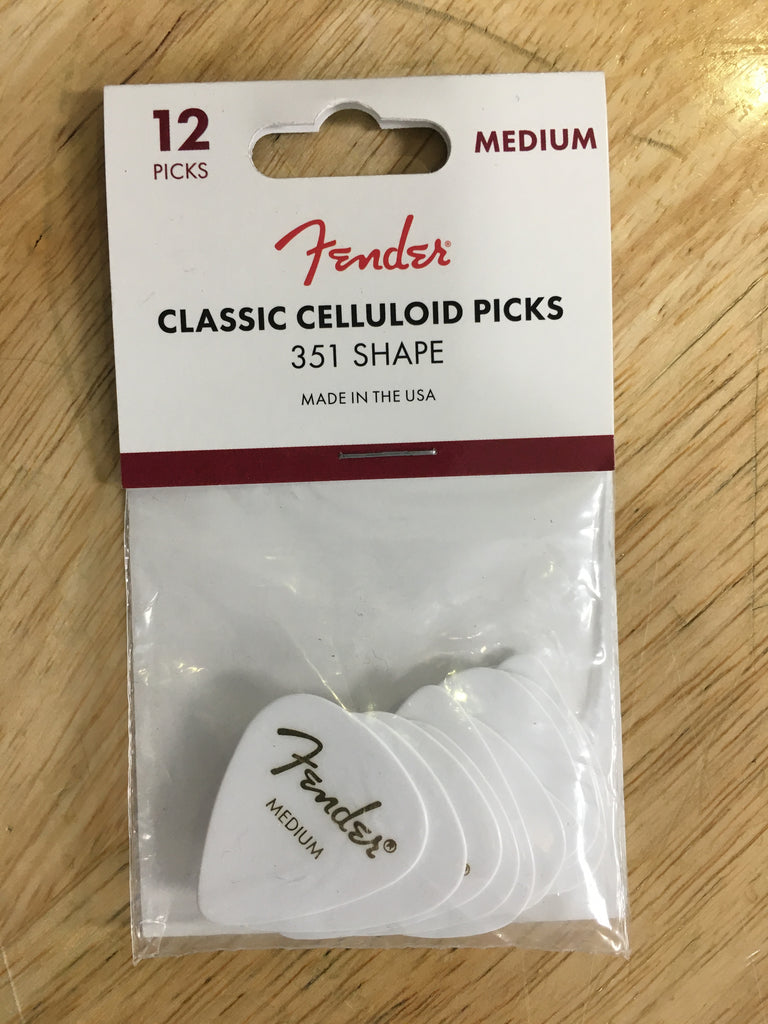 12
PICKS
MEDIUM
Fender®
CLASSIC CELLULOID PICKS
351 SHAPE
MADE IN THE USA
Fender®
MEDIUM